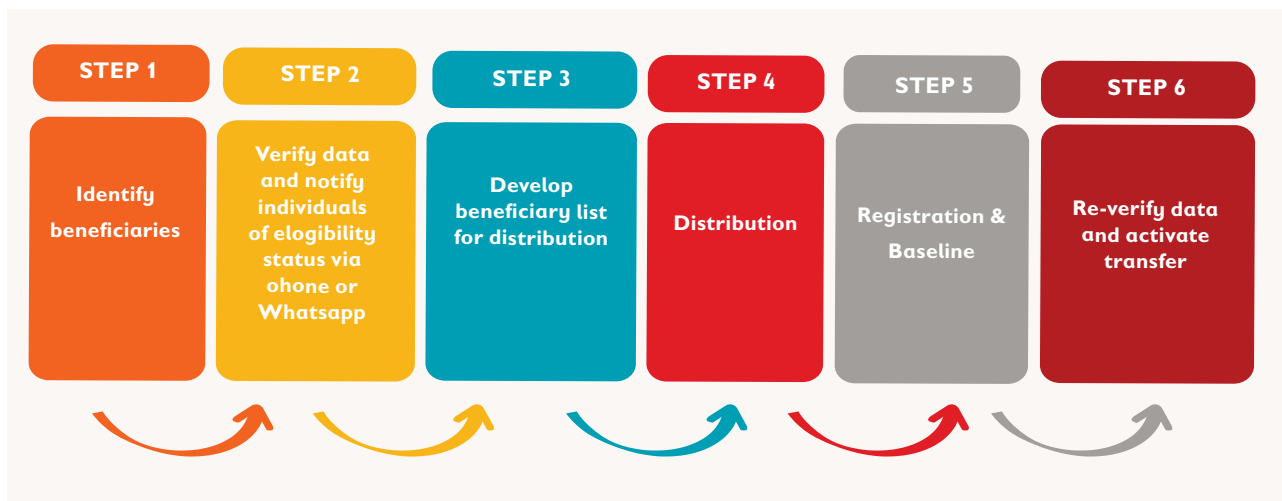 STEP 1
Identify
beneficiaries
STEP 2
Verify data
and notify
individuals
of elogibility
status via
ohone or
Whatsapp
STEP 3
Develop
beneficiary list
for distribution
STEP 4
Distribution
STEP 5
Registration &
Baseline
STEP 6
Re-verify data
and activate
transfer